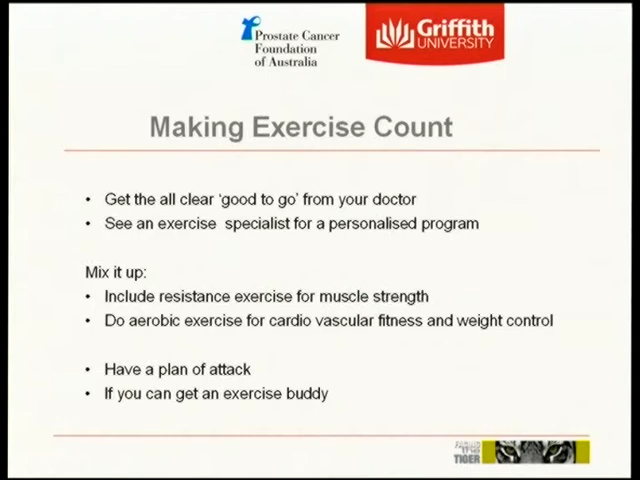 Prostate Cancer
Foundation
of Australia
Griffith
UNIVERSITY
Making Exercise Count
• Get the all clear ‘good to go’ from your doctor
• See an exercise specialist for a personalised program
Mix it up:
• Include resistance exercise for muscle strength
• Do aerobic exercise for cardio vascular fitness and weight control
• Have a plan of attack
• If you can get an exercise buddy
TIGER